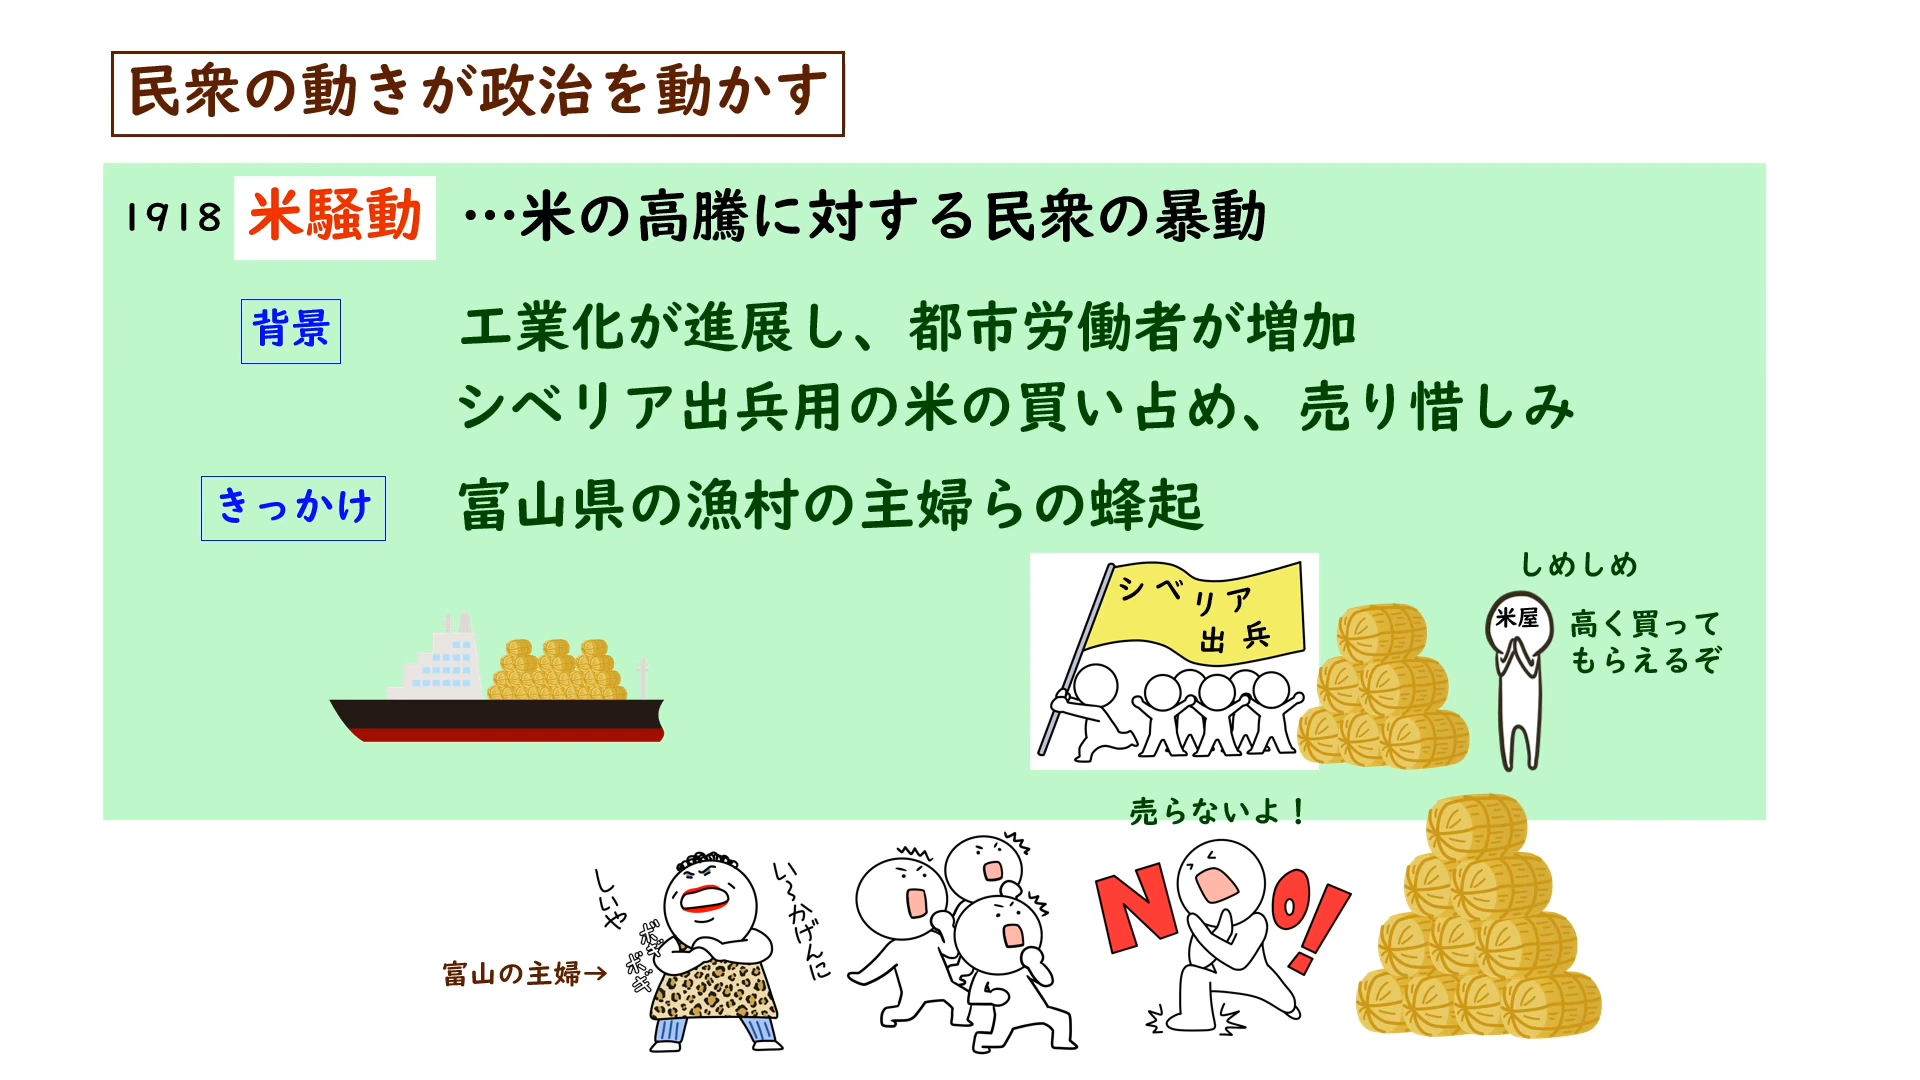 民衆の動きが政治を動かす
1918 米騒動 …米の高騰に対する民衆の暴動
背景 工業化が進展し、都市労働者が増加
シベリア出兵用の米の買い占め、売り惜しみ
きっかけ 富山県の漁村の主婦らの蜂起
シベリア
出兵
しめしめ
米屋
高く買って
もらえるぞ
売らないよ！
い〜かげんに
しいや
ボギ
ボギ
富山の主婦→
NO!